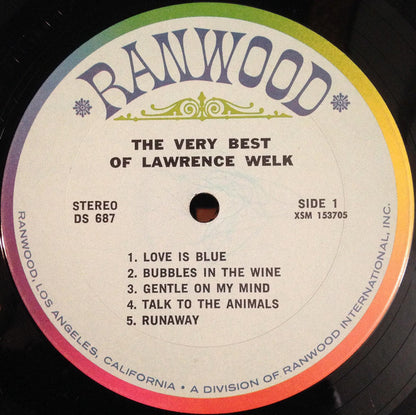 RANWOOD
THE VERY BEST
OF LAWRENCE WELK
STEREO
DS 687
SIDE 1
XSM 153705
1. LOVE IS BLUE
2. BUBBLES IN THE WINE
3. GENTLE ON MY MIND
4. TALK TO THE ANIMALS
5. RUNAWAY
RANWOOD: LOS ANGELES, CALIFORNIA • A DIVISION OF RANWOOD INTERNATIONAL, INC.